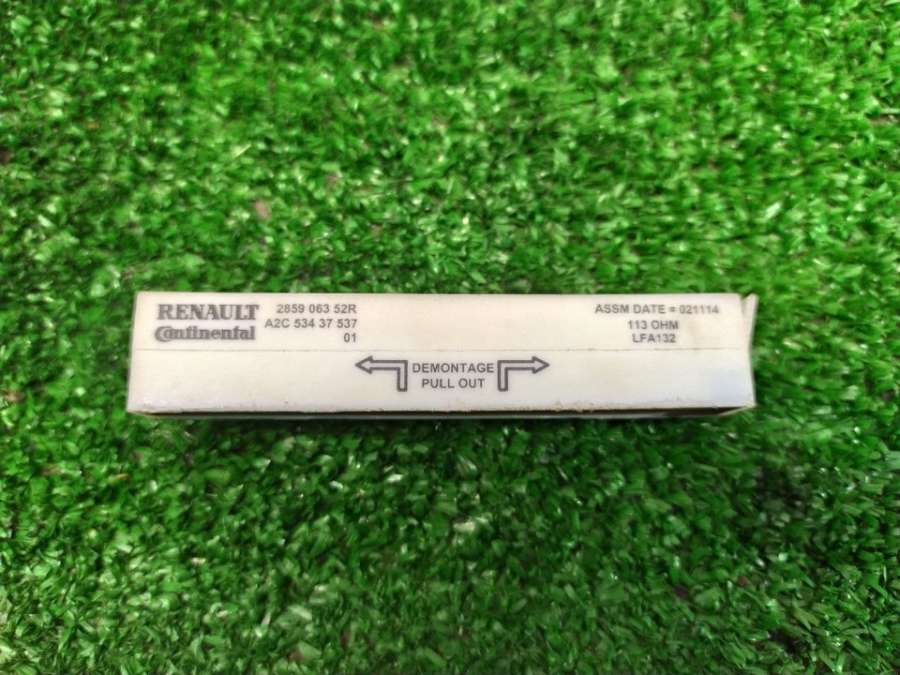 RENAULT 2859 063 52R
Continental A2C 534 37 537
01
ASSM DATE = 021114
113 OHM
LFA132
DEMONTAGE
PULL OUT